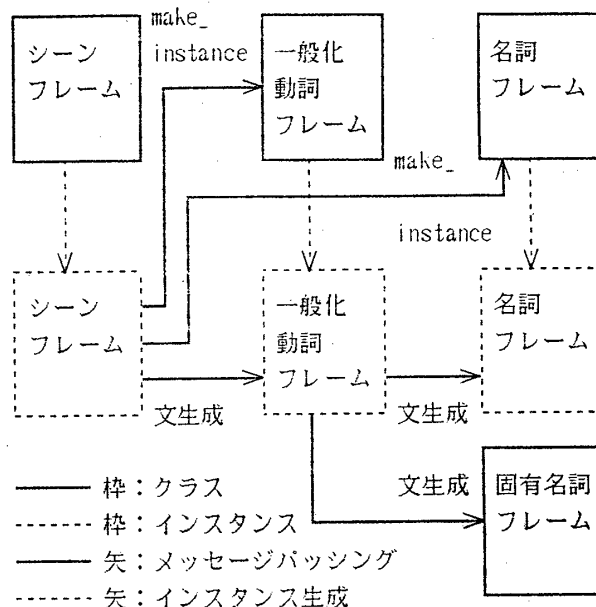 make_
instance
シーン
フレーム
一般化
動詞
フレーム
名詞
フレーム
make_
instance
シーン
フレーム
一般化
動詞
フレーム
名詞
フレーム
文生成
文生成
文生成
固有名詞
フレーム
枠：クラス
枠：インスタンス
矢：メッセージパッシング
矢：インスタンス生成